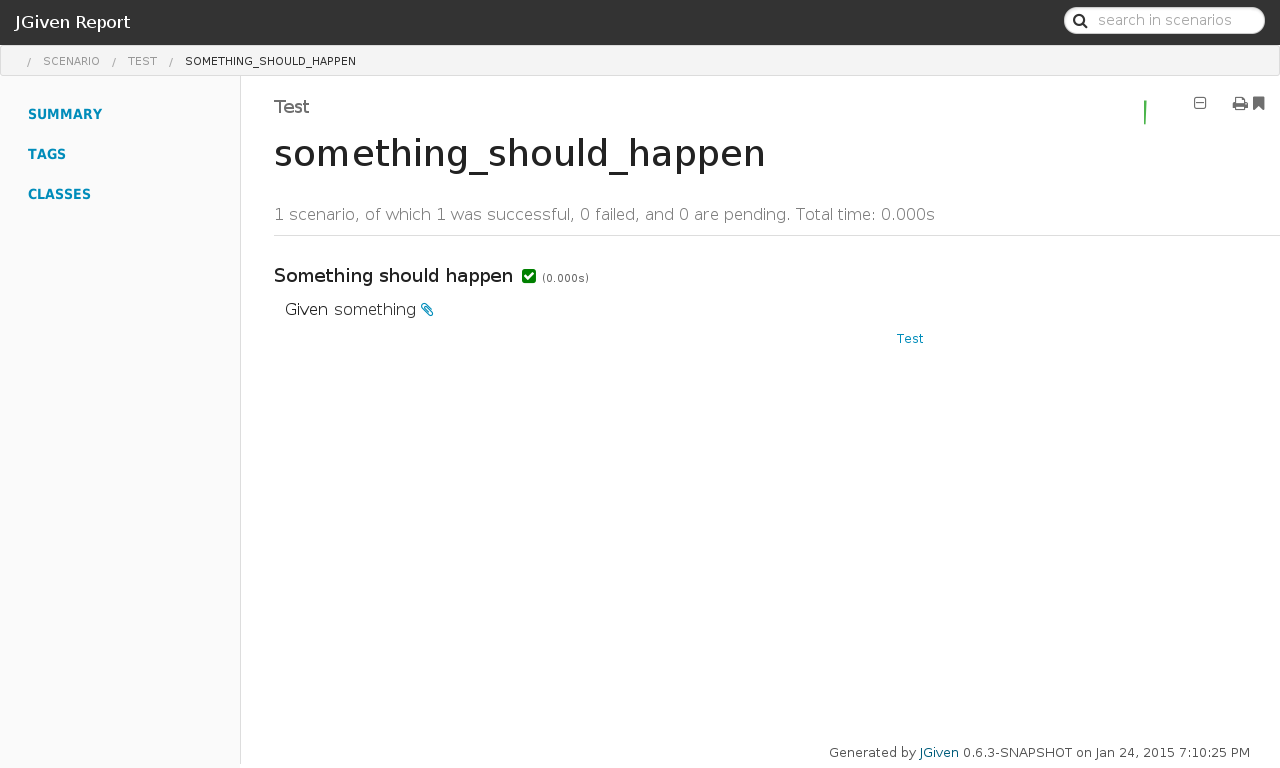 JGiven Report
search in scenarios
/ SCENARIO / TEST / SOMETHING_SHOULD_HAPPEN
SUMMARY
TAGS
CLASSES
Test
something_should_happen
1 scenario, of which 1 was successful, 0 failed, and 0 are pending. Total time: 0.000s
Something should happen (0.000s)
Given something
Test
Generated by JGiven 0.6.3-SNAPSHOT on Jan 24, 2015 7:10:25 PM